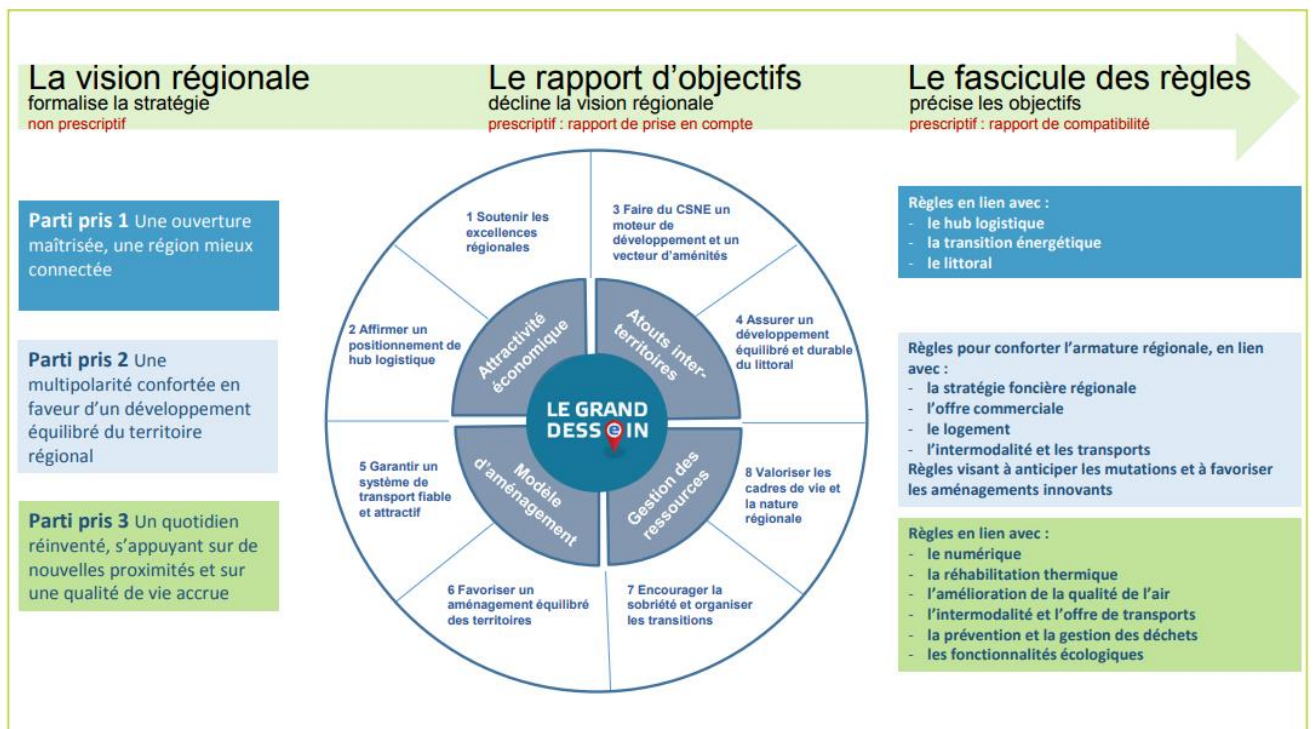 La vision régionale
formalise la stratégie
non prescriptif
Le rapport d'objectifs
décline la vision régionale
prescriptif : rapport de prise en compte
Le fascicule des règles
précise les objectifs
prescriptif : rapport de compatibilité
Parti pris 1 Une ouverture
maîtrisée, une région mieux
connectée
Parti pris 2 Une
multipolarité confortée en
faveur d'un développement
équilibré du territoire
régional
Parti pris 3 Un quotidien
réinventé, s'appuyant sur de
nouvelles proximités et sur
une qualité de vie accrue
1 Soutenir les
excellences
régionales
2 Affirmer un
positionnement de
hub logistique
3 Faire du CSNE un
moteur de
développement et un
vecteur d'aménités
4 Assurer un
développement
équilibré et durable
du littoral
5 Garantir un
système de
transport fiable
et attractif
6 Favoriser un
aménagement équilibré
des territoires
7 Encourager la
sobriété et organiser
les transitions
8 Valoriser les
cadres de vie et
la nature
régionale
Attractivité
économique
Atouts inter-
territoires
Modèle
d'aménagement
Gestion des
ressources
LE GRAND
DESSeIN
Règles en lien avec :
- le hub logistique
- la transition énergétique
- le littoral
Règles pour conforter l'armature régionale, en lien
avec :
- la stratégie foncière régionale
- l'offre commerciale
- le logement
- l'intermodalité et les transports
Règles visant à anticiper les mutations et à favoriser
les aménagements innovants
Règles en lien avec :
- le numérique
- la réhabilitation thermique
- l'amélioration de la qualité de l'air
- l'intermodalité et l'offre de transports
- la prévention et la gestion des déchets
- les fonctionnalités écologiques